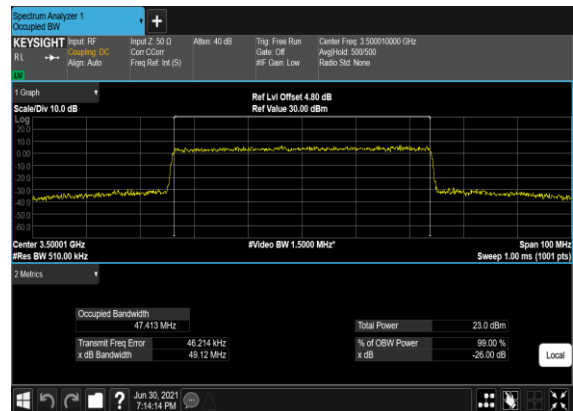 Spectrum Analyzer 1
Occupied BW
+
KEYSIGHT Input: RF Input Z: 50 Ω Atten: 40 dB Trig: Free Run Center Freq: 3.500010000 GHz
RL Coupling: DC Corr CCorr Gate: Off Avg|Hold: 500/500
Align: Auto Freq Ref: Int (S) #IF Gain: Low Radio Std: None
1 Graph
Ref Lvl Offset 4.80 dB
Scale/Div 10.0 dB Ref Value 30.00 dBm
Log
20.0
10.0
0.00
-10.0
-20.0
-30.0
-40.0
-50.0
-60.0
Center 3.50001 GHz #Video BW 1.5000 MHz* Span 100 MHz
#Res BW 510.00 kHz Sweep 1.00 ms (1001 pts)
2 Metrics
Occupied Bandwidth
47.413 MHz Total Power 23.0 dBm
Transmit Freq Error 46.214 kHz % of OBW Power 99.00 %
x dB Bandwidth 49.12 MHz x dB -26.00 dB
Local
? Jun 30, 2021
7:14:14 PM